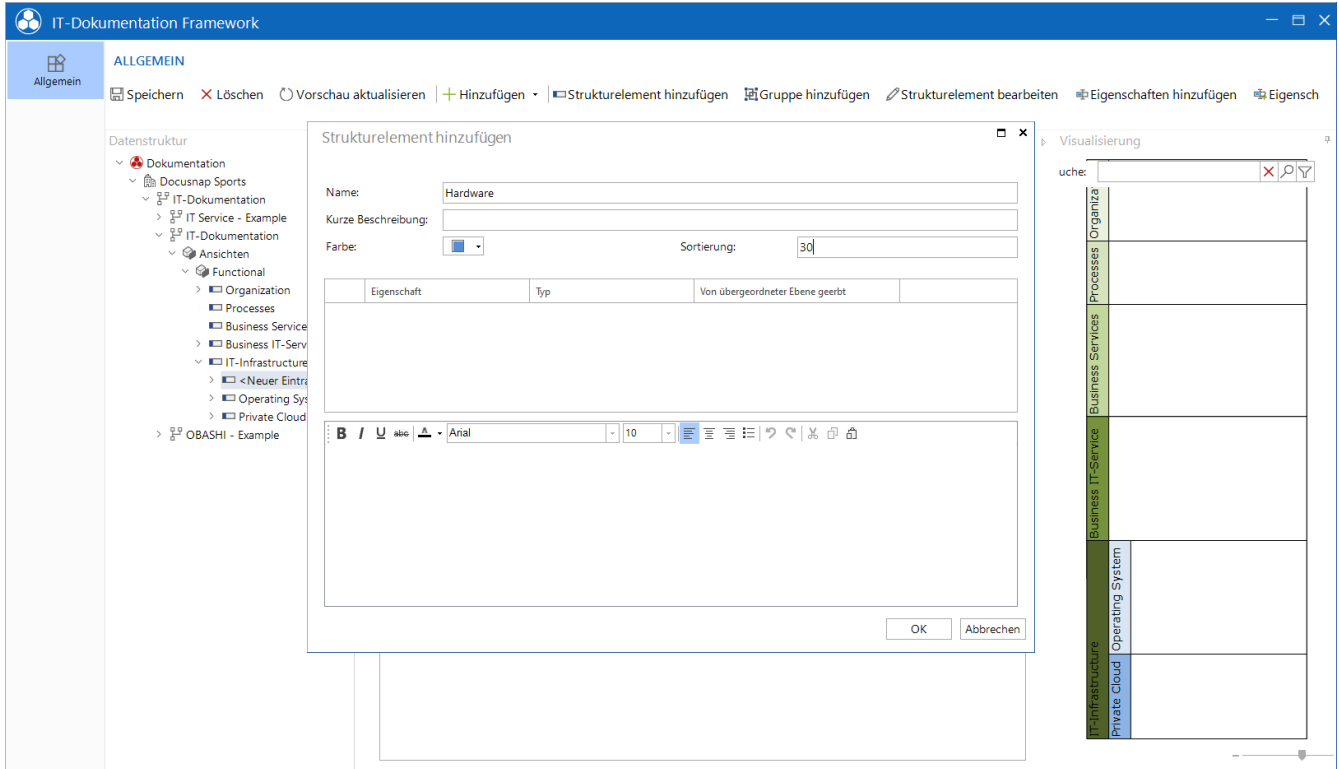 IT-Dokumentation Framework
Allgemein
ALLGEMEIN
Speichern Löschen Vorschau aktualisieren Hinzufügen Strukturelement hinzufügen Gruppe hinzufügen Strukturelement bearbeiten Eigenschaften hinzufügen Eigensch
Datenstruktur
Dokumentation
Docusnap Sports
IT-Dokumentation
IT Service - Example
IT-Dokumentation
Ansichten
Functional
Organization
Processes
Business Service
Business IT-Serv
IT-Infrastructure
<Neuer Eintra
Operating Sys
Private Cloud
OBASHI - Example
Strukturelement hinzufügen
Name: Hardware
Kurze Beschreibung:
Farbe:
Sortierung: 30
Eigenschaft Typ Von übergeordneter Ebene geerbt
B I U abc A Arial 10
OK Abbrechen
Visualisierung
uche:
Organiza
Processes
Business Services
Business IT-Service
IT-Infrastructure
Operating System
Private Cloud